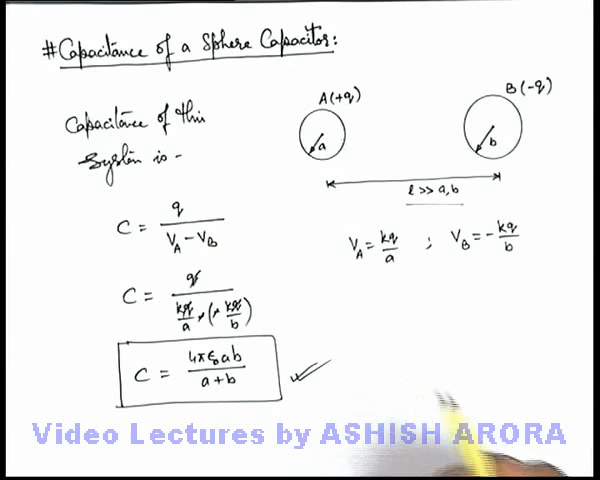 # Capacitance of a Sphere Capacitor:
Capacitance of this
System is -
A (+q)
B (-q)
a
b
l >> a, b
C = q / (V_A - V_B)
V_A = kq/a ; V_B = - kq/b
C = q / (kq/a + (+ kq/b))
C = 4πε₀ab / (a+b) ✓
Video Lectures by ASHISH ARORA